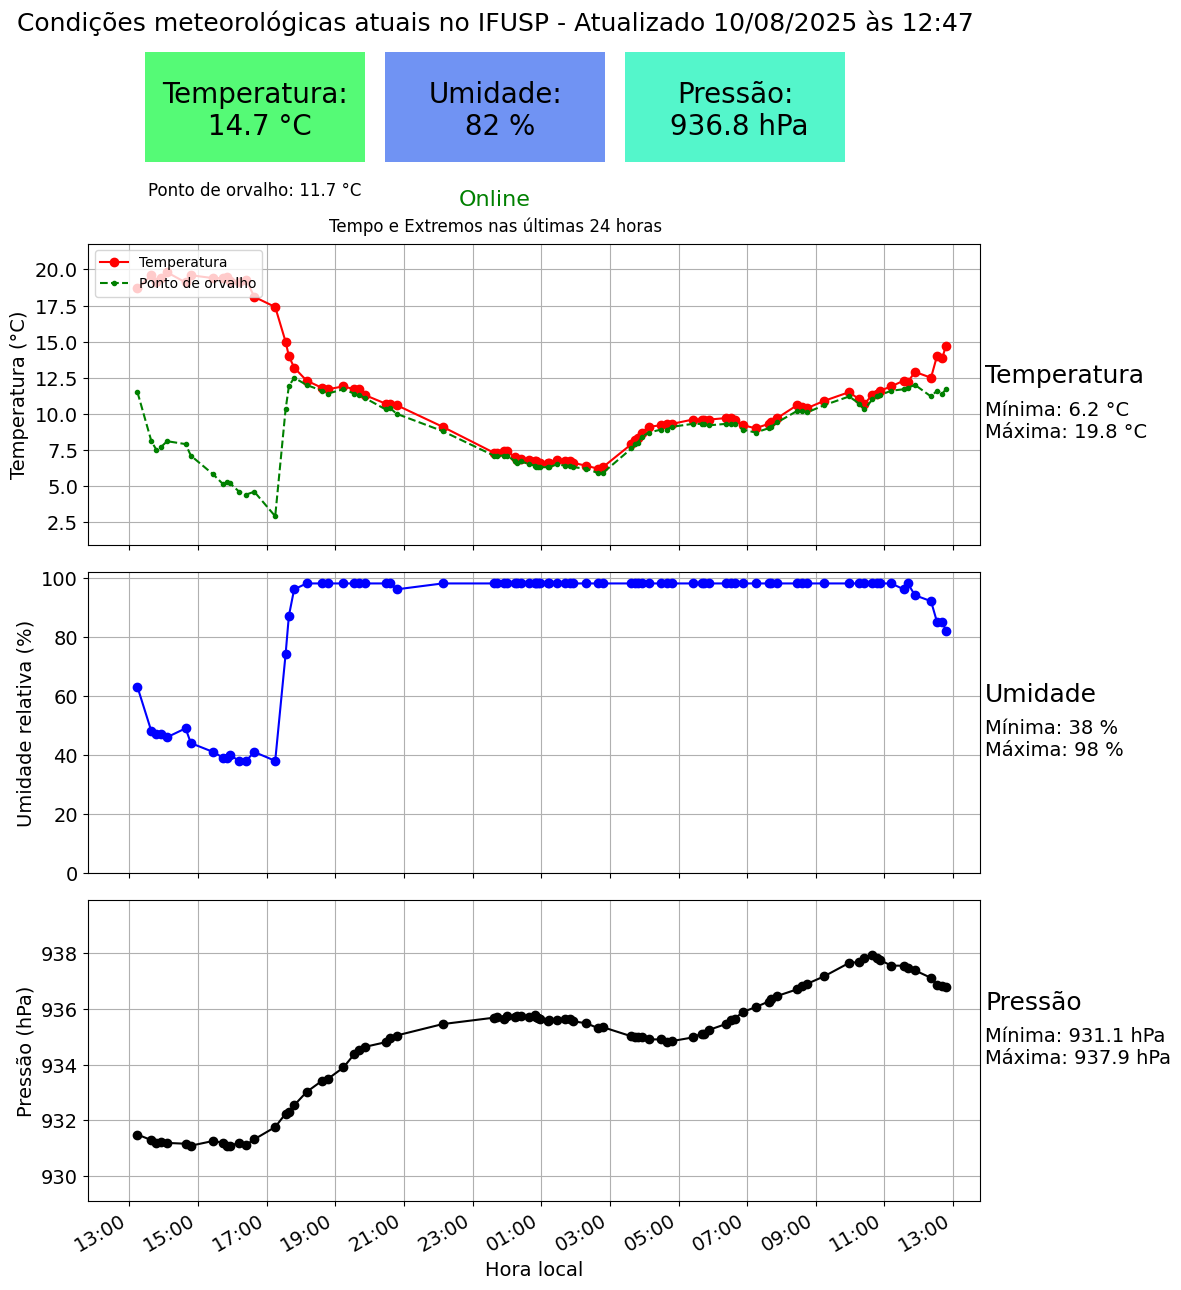 Condições meteorológicas atuais no IFUSP - Atualizado 10/08/2025 às 12:47
Temperatura:
14.7 °C
Umidade:
82 %
Pressão:
936.8 hPa
Ponto de orvalho: 11.7 °C
Online
Tempo e Extremos nas últimas 24 horas
Temperatura
Ponto de orvalho
Temperatura (°C)
20.0
17.5
15.0
12.5
10.0
7.5
5.0
2.5
Temperatura
Mínima: 6.2 °C
Máxima: 19.8 °C
Umidade relativa (%)
100
80
60
40
20
0
Umidade
Mínima: 38 %
Máxima: 98 %
Pressão (hPa)
938
936
934
932
930
Pressão
Mínima: 931.1 hPa
Máxima: 937.9 hPa
13:00
15:00
17:00
19:00
21:00
23:00
01:00
03:00
05:00
07:00
09:00
11:00
13:00
Hora local